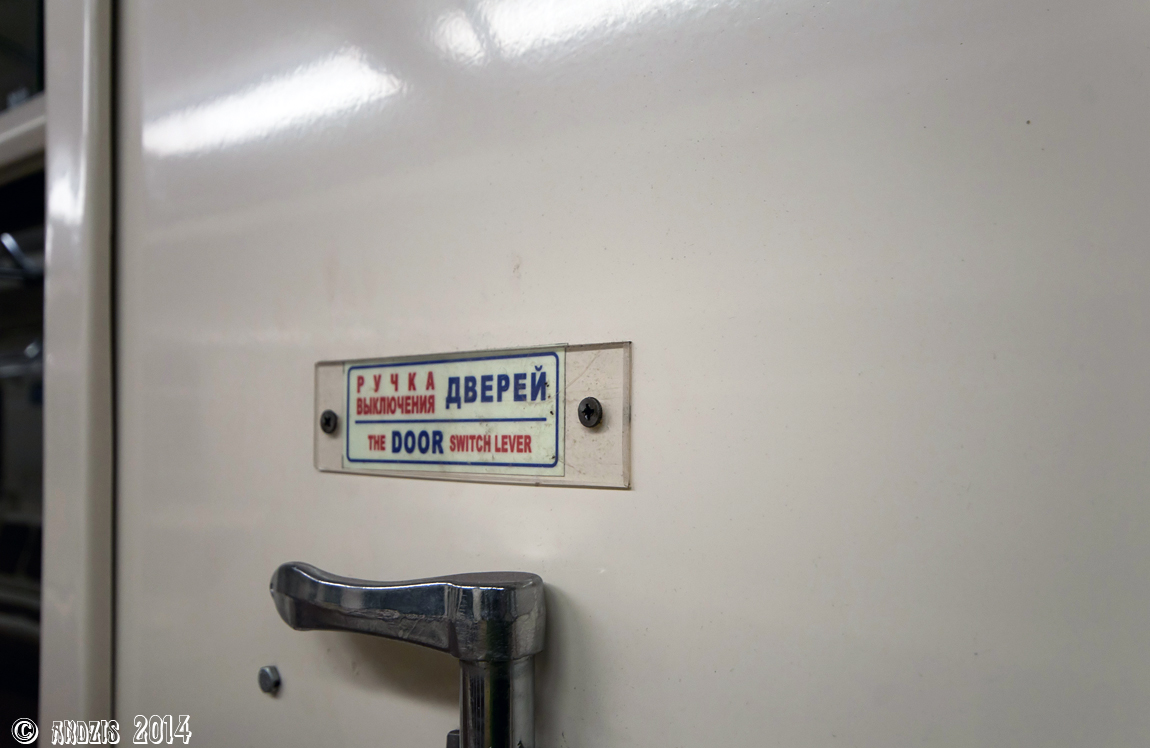 РУЧКА
ВЫКЛЮЧЕНИЯ ДВЕРЕЙ
THE DOOR SWITCH LEVER
© ANDZIS 2014